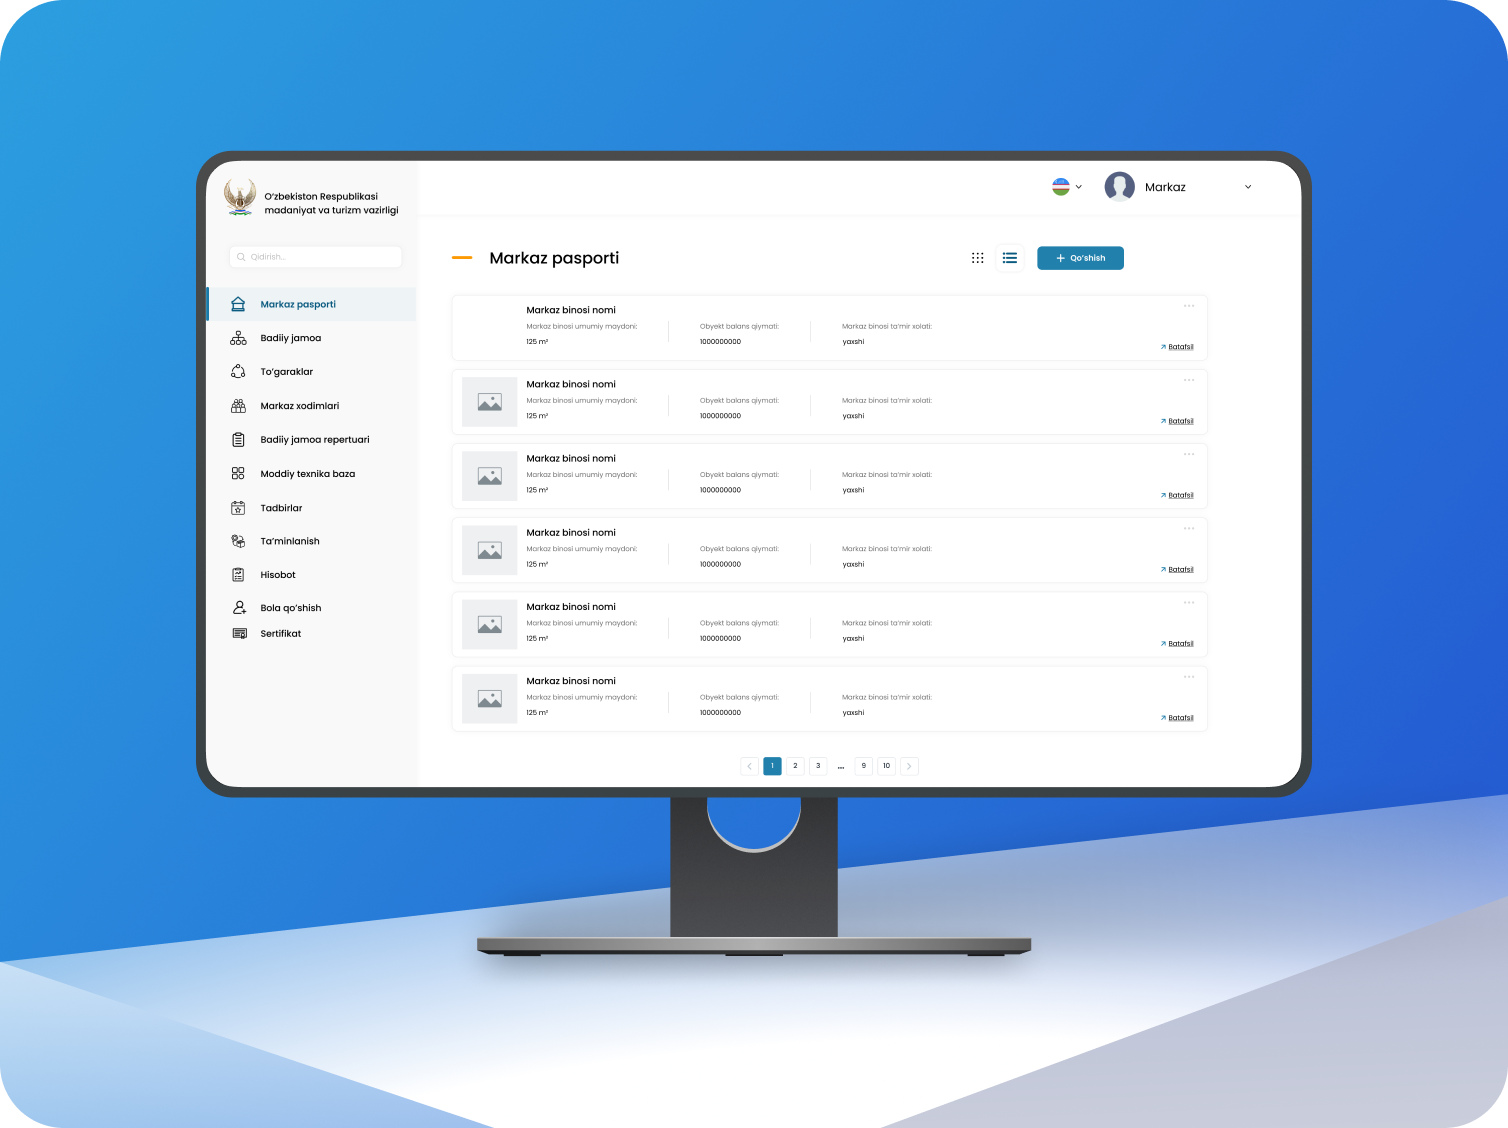 O'zbekiston Respublikasi
madaniyat va turizm vazirligi
Markaz
Qidirish...
Markaz pasporti
Badiiy jamoa
To'garaklar
Markaz xodimlari
Badiiy jamoa repertuari
Moddiy texnika baza
Tadbirlar
Ta'minlanish
Hisobot
Bola qo'shish
Sertifikat
Markaz pasporti
+ Qo'shish
Markaz binosi nomi
Markaz binosi umumiy maydoni: Obyekt balans qiymati: Markaz binosi ta'mir xolati:
125 m² 1000000000 yaxshi
Batafsil
Markaz binosi nomi
Markaz binosi umumiy maydoni: Obyekt balans qiymati: Markaz binosi ta'mir xolati:
125 m² 1000000000 yaxshi
Batafsil
Markaz binosi nomi
Markaz binosi umumiy maydoni: Obyekt balans qiymati: Markaz binosi ta'mir xolati:
125 m² 1000000000 yaxshi
Batafsil
Markaz binosi nomi
Markaz binosi umumiy maydoni: Obyekt balans qiymati: Markaz binosi ta'mir xolati:
125 m² 1000000000 yaxshi
Batafsil
Markaz binosi nomi
Markaz binosi umumiy maydoni: Obyekt balans qiymati: Markaz binosi ta'mir xolati:
125 m² 1000000000 yaxshi
Batafsil
Markaz binosi nomi
Markaz binosi umumiy maydoni: Obyekt balans qiymati: Markaz binosi ta'mir xolati:
125 m² 1000000000 yaxshi
Batafsil
1 2 3 ... 9 10